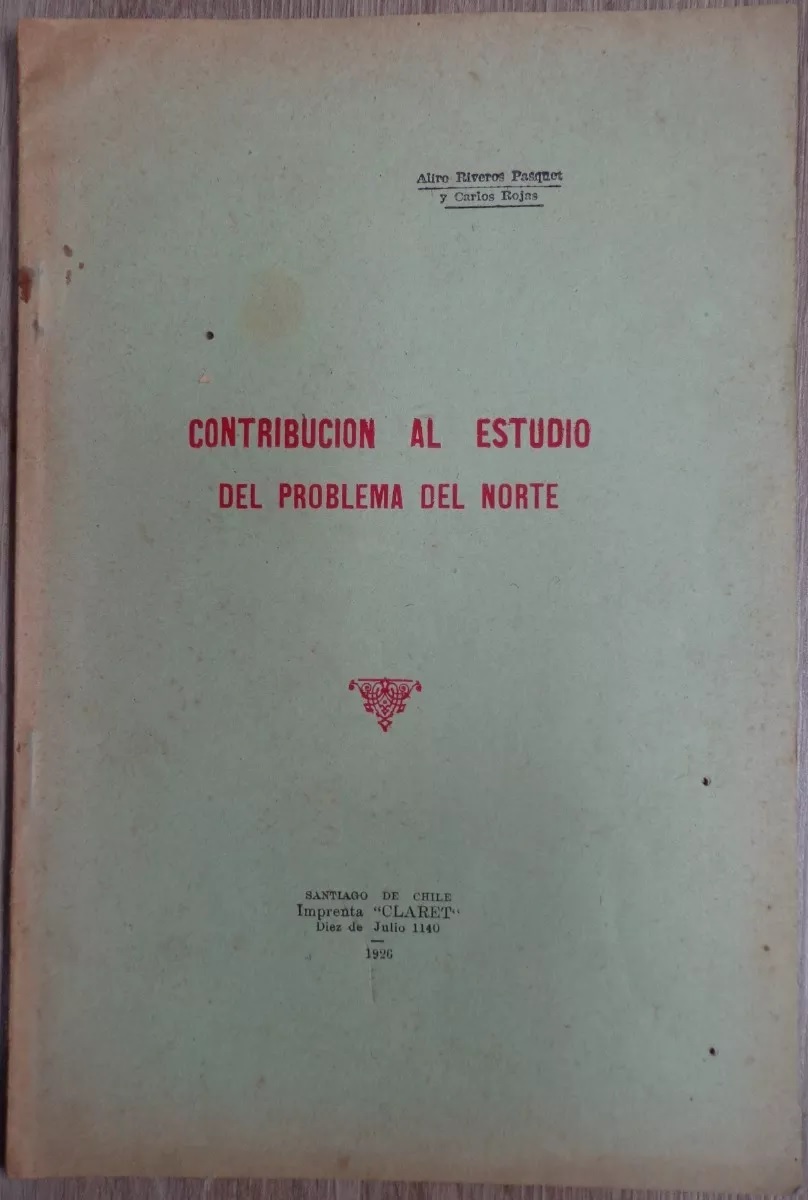 Aliro Riveros Pasquet
y Carlos Rojas
CONTRIBUCION AL ESTUDIO
DEL PROBLEMA DEL NORTE
SANTIAGO DE CHILE
Imprenta "CLARET"
Diez de Julio 1140
1926